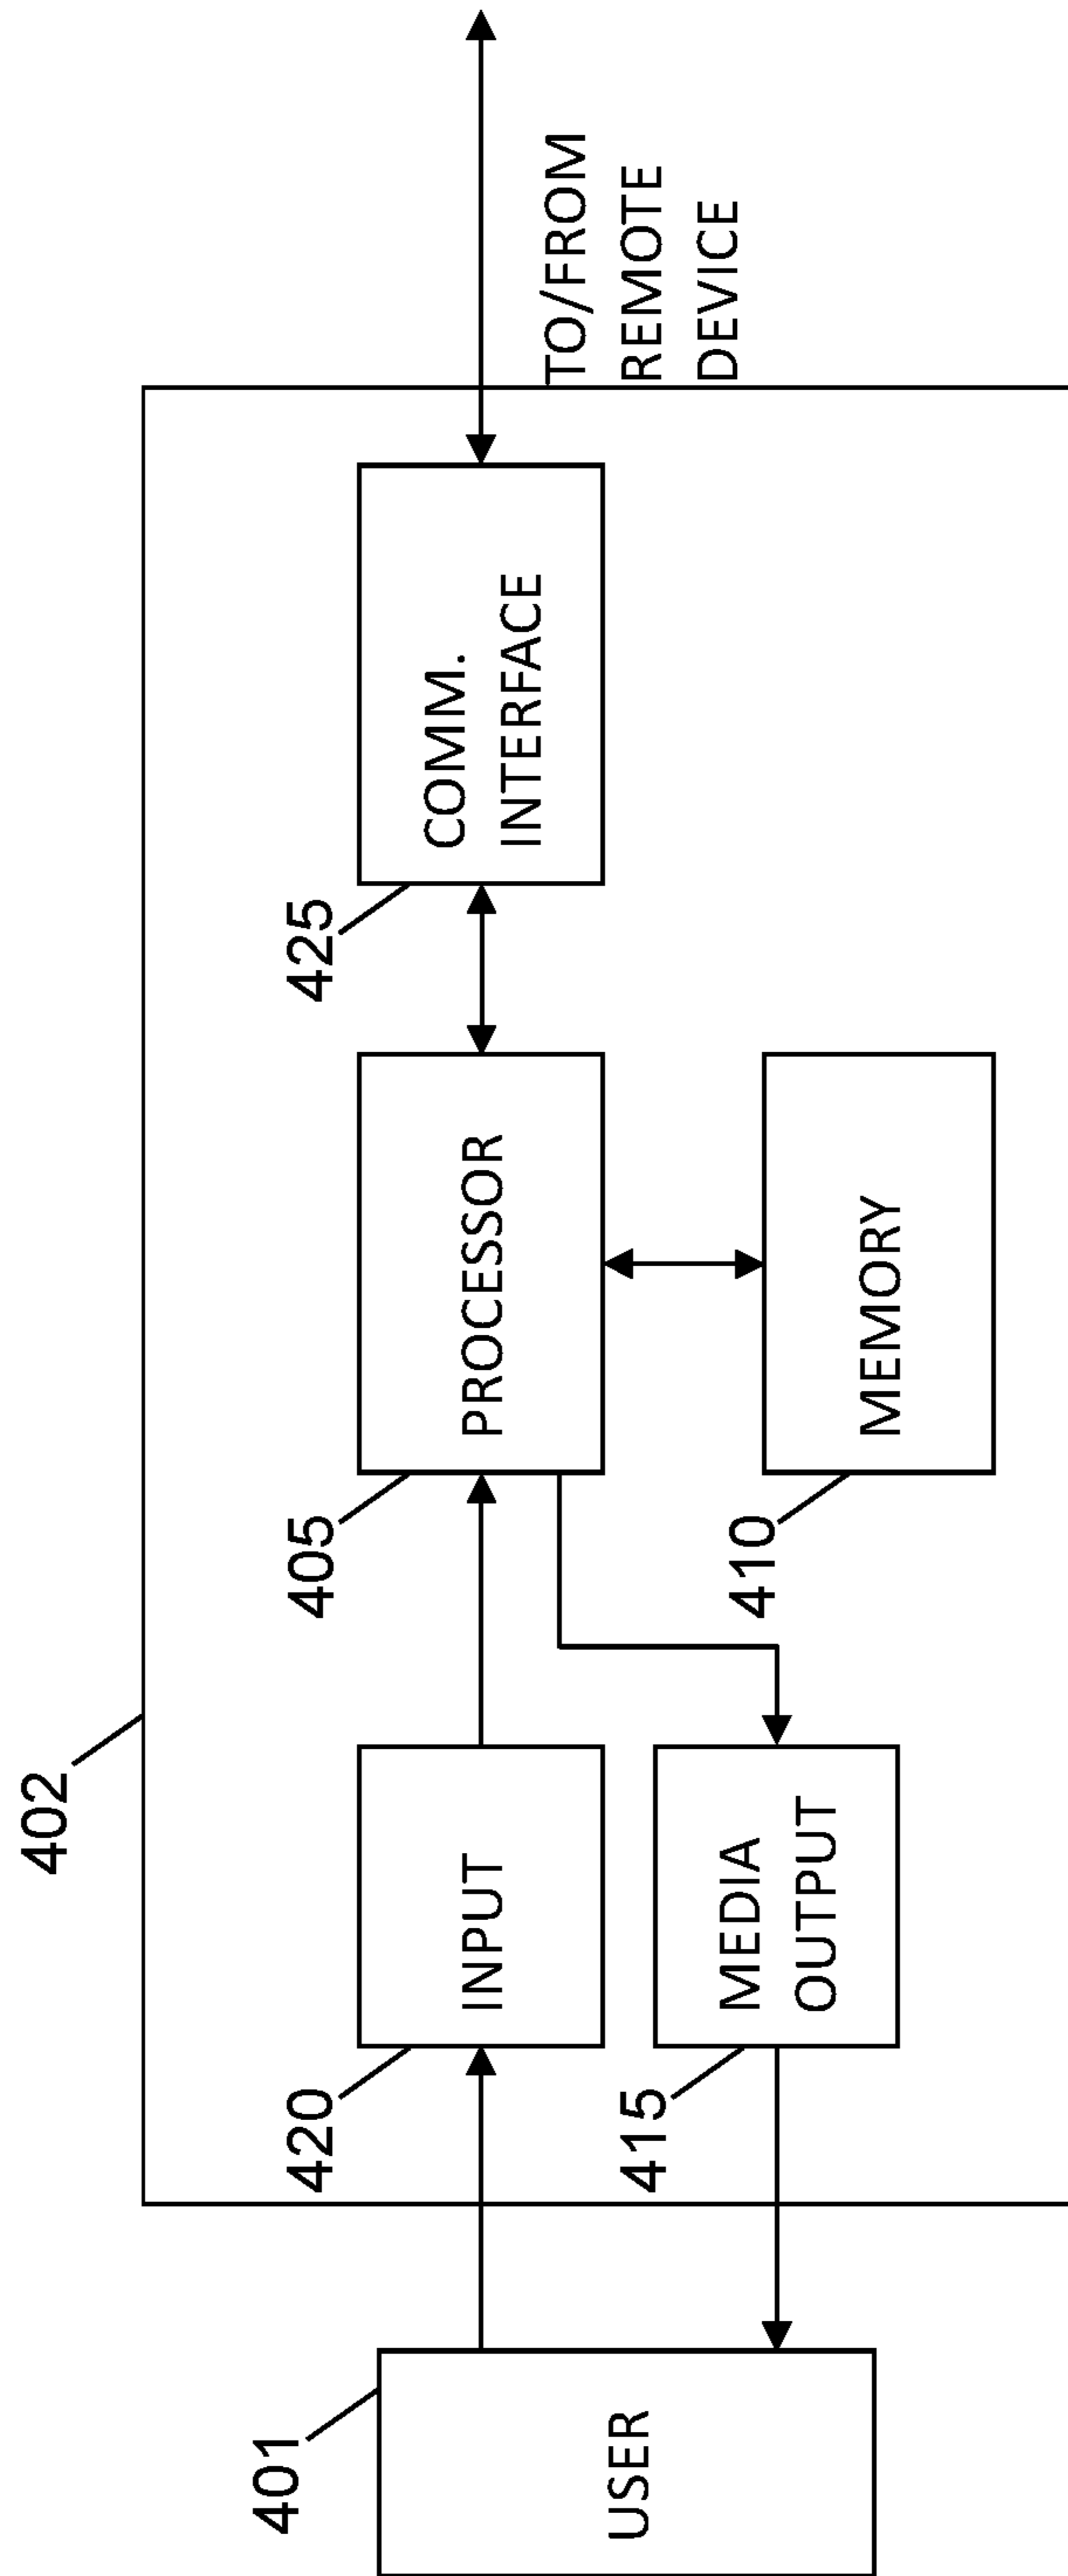 402
401
USER
420
INPUT
415
MEDIA
OUTPUT
405
PROCESSOR
410
MEMORY
425
COMM.
INTERFACE
TO/FROM
REMOTE
DEVICE